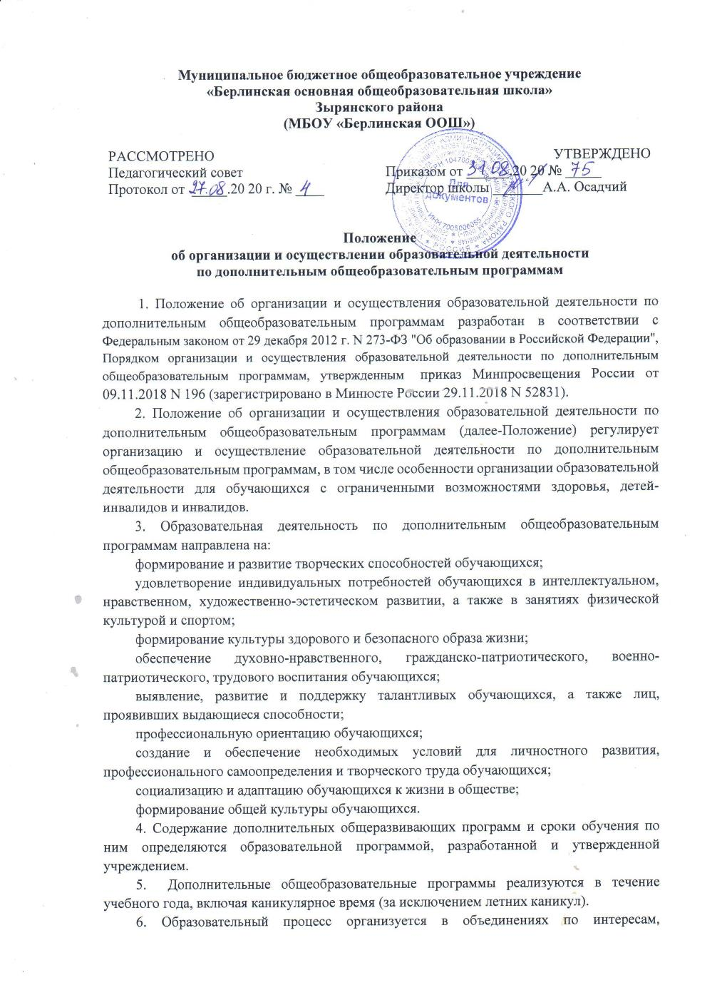 Муниципальное бюджетное общеобразовательное учреждение
«Берлинская основная общеобразовательная школа»
Зырянского района
(МБОУ «Берлинская ООШ»)
РАССМОТРЕНО
Педагогический совет
Протокол от 27.08.20 20 г. № 4
УТВЕРЖДЕНО
Приказом от 31.08.20 20 № 75
Директор школы А.А. Осадчий
Для
документов
ИНН 7005006055
РОССИЯ
Положение
об организации и осуществлении образовательной деятельности
по дополнительным общеобразовательным программам
1. Положение об организации и осуществления образовательной деятельности по
дополнительным общеобразовательным программам разработан в соответствии с
Федеральным законом от 29 декабря 2012 г. N 273-ФЗ "Об образовании в Российской Федерации",
Порядком организации и осуществления образовательной деятельности по дополнительным
общеобразовательным программам, утвержденным приказ Минпросвещения России от
09.11.2018 N 196 (зарегистрировано в Минюсте России 29.11.2018 N 52831).
2. Положение об организации и осуществления образовательной деятельности по
дополнительным общеобразовательным программам (далее-Положение) регулирует
организацию и осуществление образовательной деятельности по дополнительным
общеобразовательным программам, в том числе особенности организации образовательной
деятельности для обучающихся с ограниченными возможностями здоровья, детей-
инвалидов и инвалидов.
3. Образовательная деятельность по дополнительным общеобразовательным
программам направлена на:
формирование и развитие творческих способностей обучающихся;
удовлетворение индивидуальных потребностей обучающихся в интеллектуальном,
нравственном, художественно-эстетическом развитии, а также в занятиях физической
культурой и спортом;
формирование культуры здорового и безопасного образа жизни;
обеспечение духовно-нравственного, гражданско-патриотического, военно-
патриотического, трудового воспитания обучающихся;
выявление, развитие и поддержку талантливых обучающихся, а также лиц,
проявивших выдающиеся способности;
профессиональную ориентацию обучающихся;
создание и обеспечение необходимых условий для личностного развития,
профессионального самоопределения и творческого труда обучающихся;
социализацию и адаптацию обучающихся к жизни в обществе;
формирование общей культуры обучающихся.
4. Содержание дополнительных общеразвивающих программ и сроки обучения по
ним определяются образовательной программой, разработанной и утвержденной
учреждением.
5. Дополнительные общеобразовательные программы реализуются в течение
учебного года, включая каникулярное время (за исключением летних каникул).
6. Образовательный процесс организуется в объединениях по интересам,